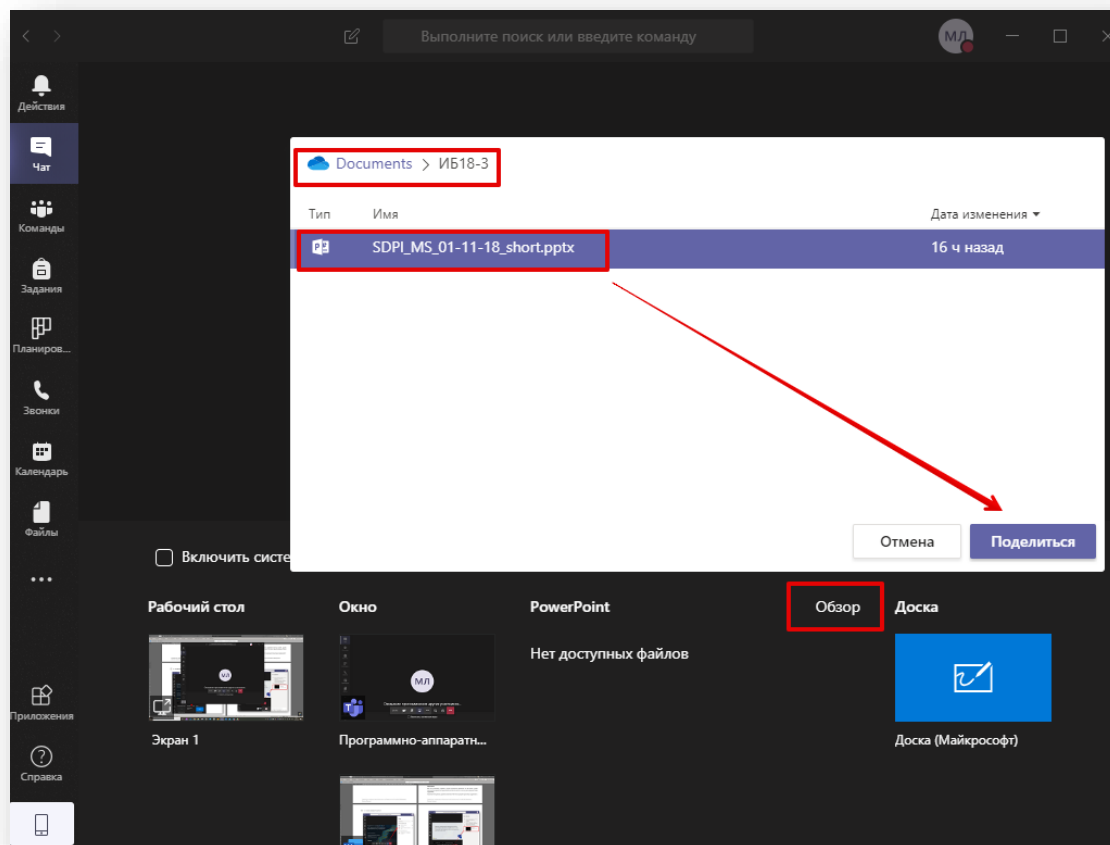 Выполните поиск или введите команду
МЛ
Действия
Чат
Команды
Задания
Планиров...
Звонки
Календарь
Файлы
Приложения
Справка
Documents > ИБ18-3
Тип Имя Дата изменения
SDPI_MS_01-11-18_short.pptx 16 ч назад
Отмена Поделиться
Включить систе
Рабочий стол Окно PowerPoint Обзор Доска
Нет доступных файлов
МЛ
МЛ
Экран 1 Программно-аппаратн... Доска (Майкрософт)